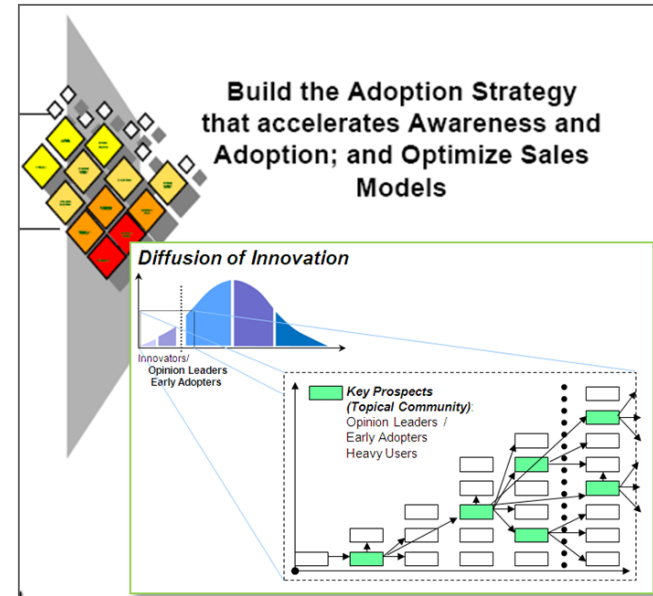 Build the Adoption Strategy
that accelerates Awareness and
Adoption; and Optimize Sales
Models
Diffusion of Innovation
Innovators/
Opinion Leaders
Early Adopters
Key Prospects
(Topical Community):
Opinion Leaders /
Early Adopters
Heavy Users